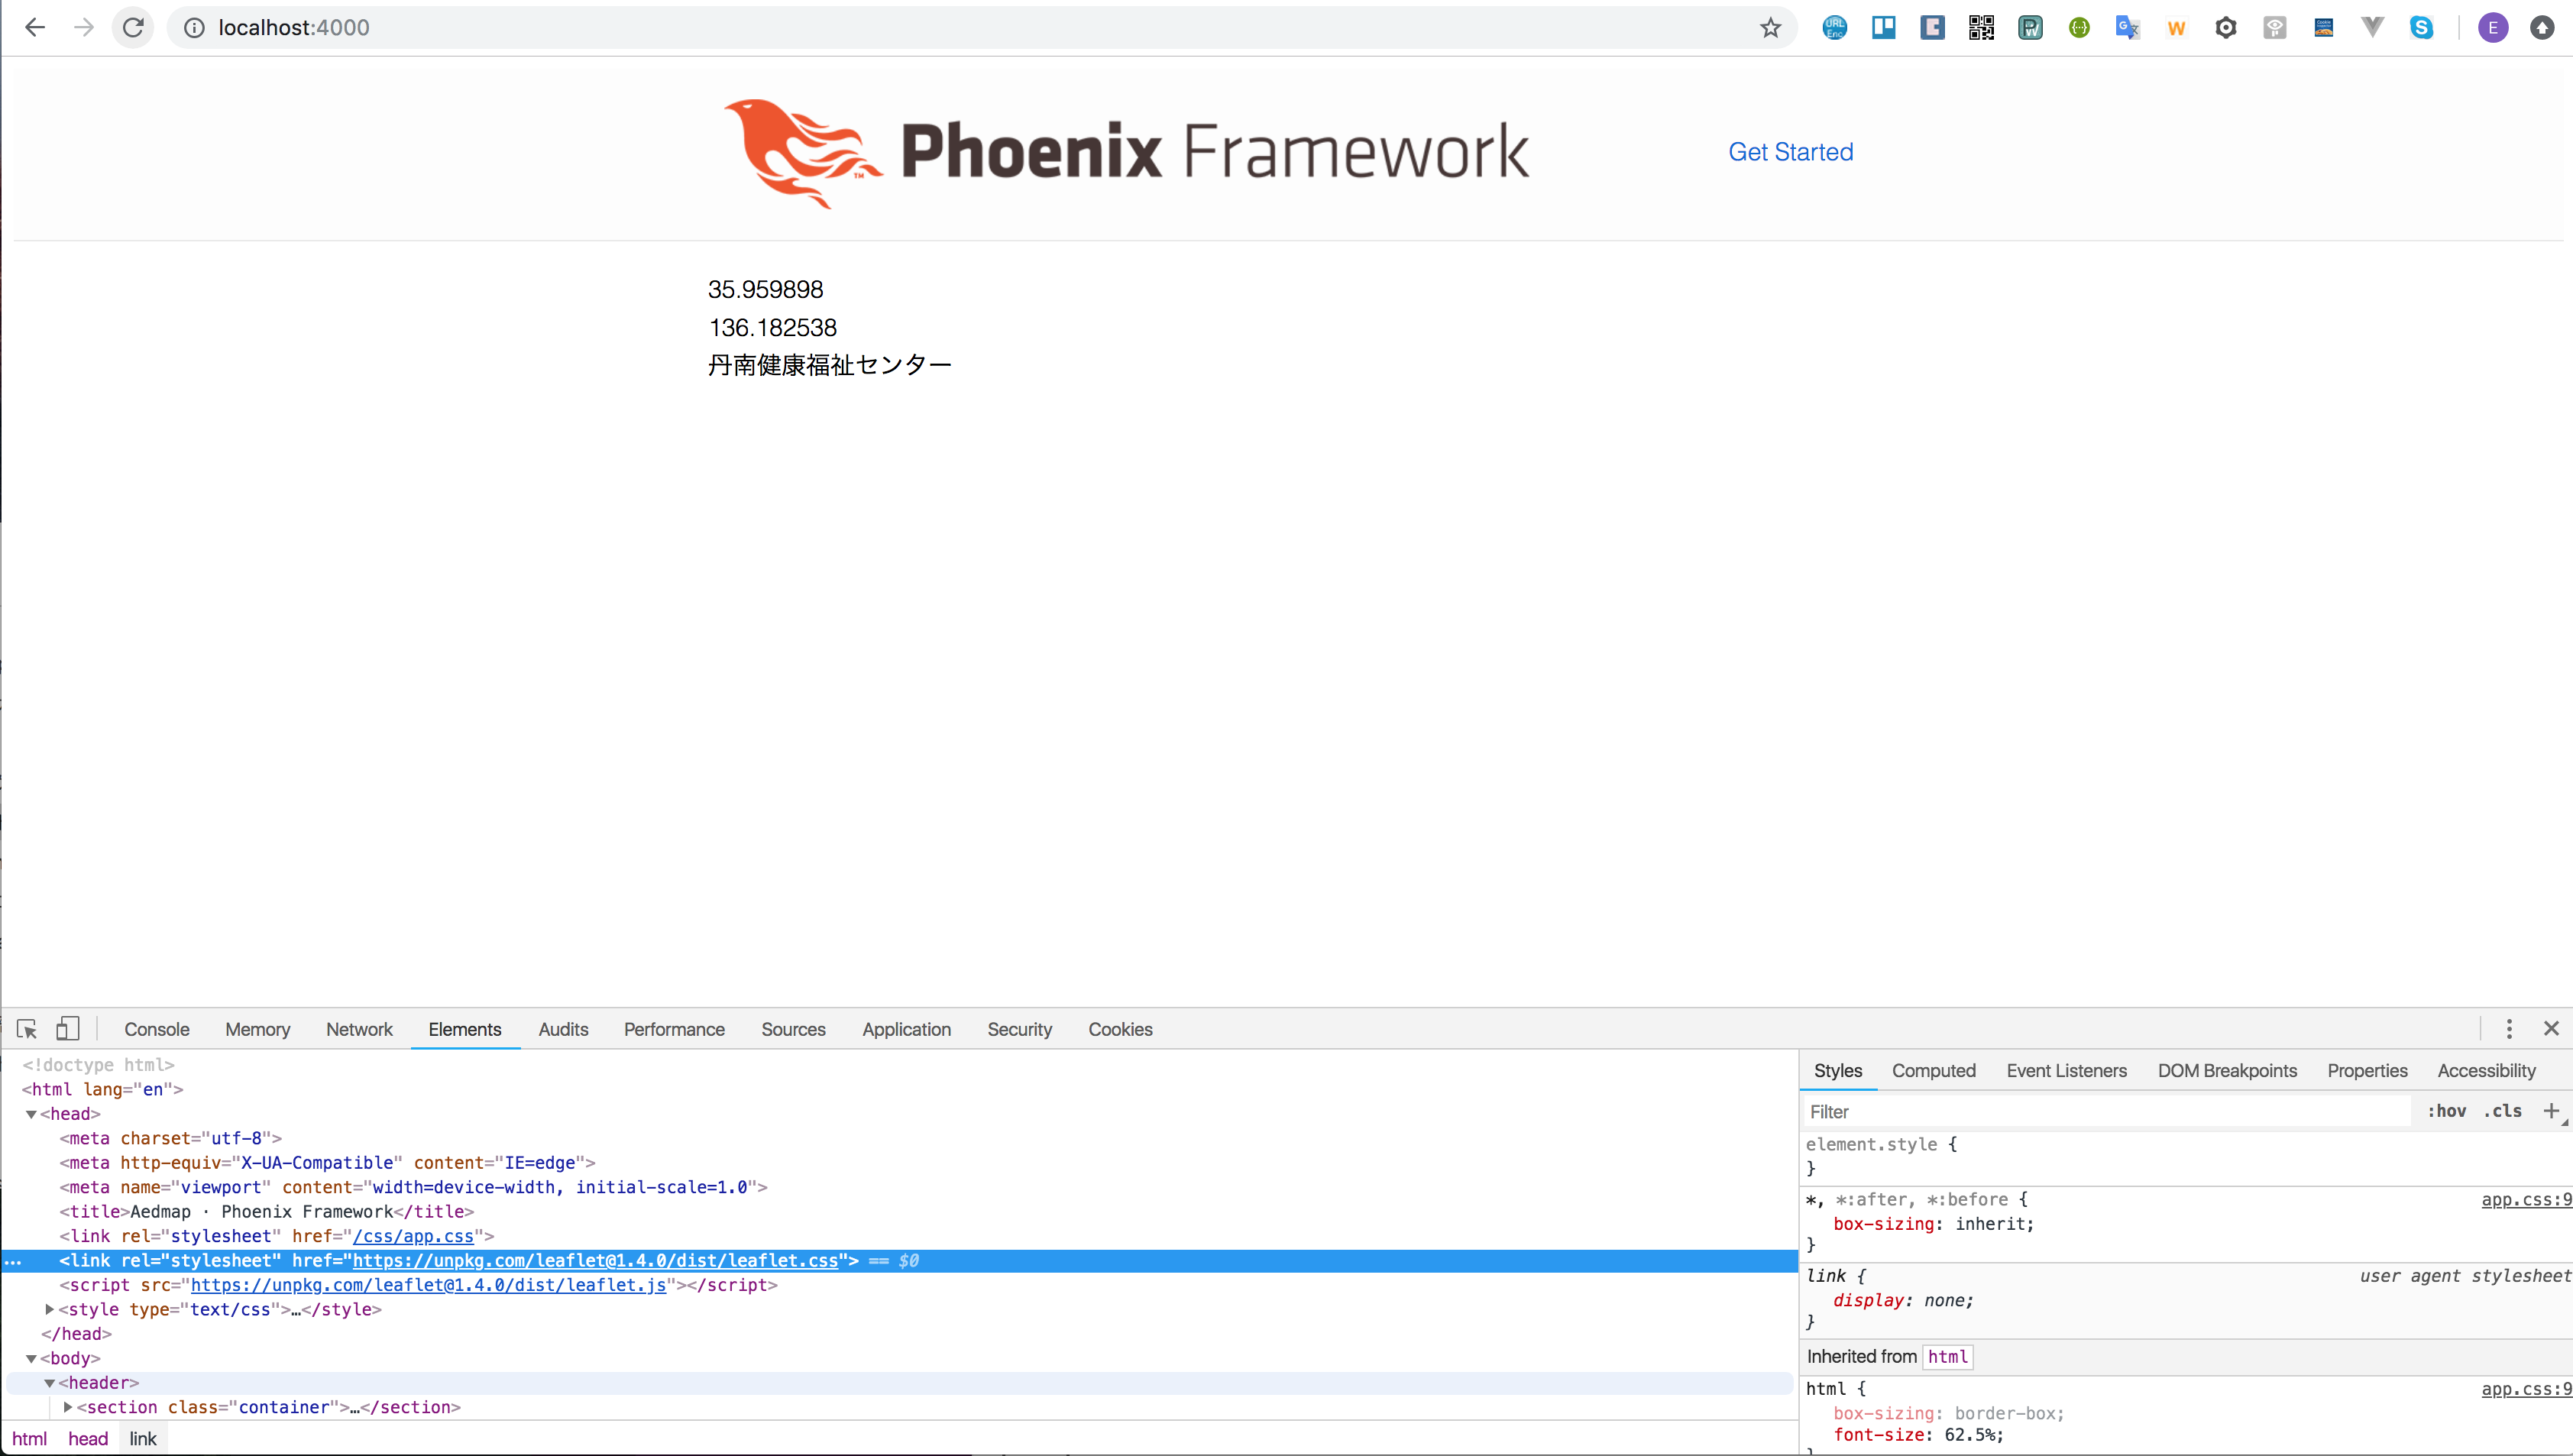 localhost:4000
URL Enc
W
S
E
Phoenix Framework
TM
Get Started
35.959898
136.182538
丹南健康福祉センター
Console Memory Network Elements Audits Performance Sources Application Security Cookies
<!doctype html>
<html lang="en">
<head>
<meta charset="utf-8">
<meta http-equiv="X-UA-Compatible" content="IE=edge">
<meta name="viewport" content="width=device-width, initial-scale=1.0">
<title>Aedmap · Phoenix Framework</title>
<link rel="stylesheet" href="/css/app.css">
<link rel="stylesheet" href="https://unpkg.com/leaflet@1.4.0/dist/leaflet.css"> == $0
<script src="https://unpkg.com/leaflet@1.4.0/dist/leaflet.js"></script>
<style type="text/css">…</style>
</head>
<body>
<header>
<section class="container">…</section>
html head link
Styles Computed Event Listeners DOM Breakpoints Properties Accessibility
Filter :hov .cls +
element.style {
}
*, *:after, *:before { app.css:9
box-sizing: inherit;
}
link { user agent stylesheet
display: none;
}
Inherited from html
html { app.css:9
box-sizing: border-box;
font-size: 62.5%;